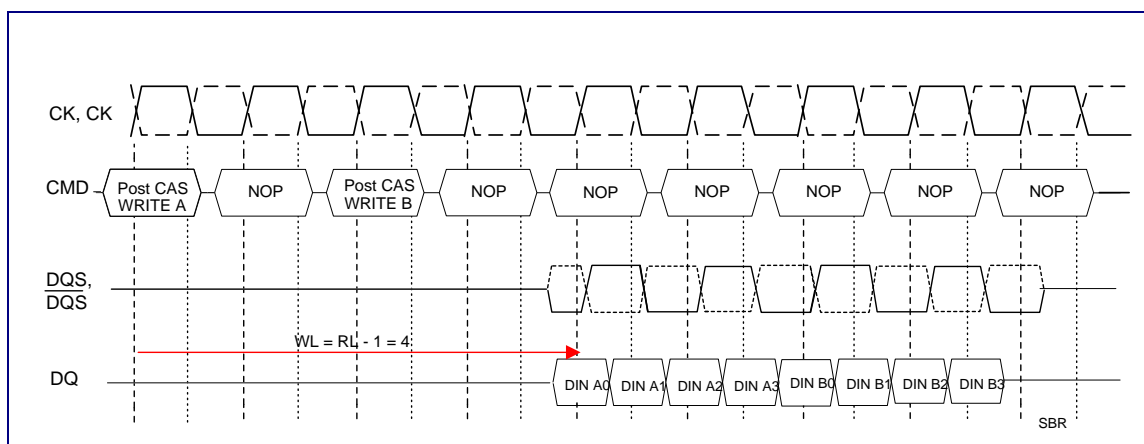 CK, CK
CMD
Post CAS
WRITE A
NOP
Post CAS
WRITE B
NOP
NOP
NOP
NOP
NOP
NOP
DQS,
DQS
WL = RL - 1 = 4
DQ
DIN A0
DIN A1
DIN A2
DIN A3
DIN B0
DIN B1
DIN B2
DIN B3
SBR